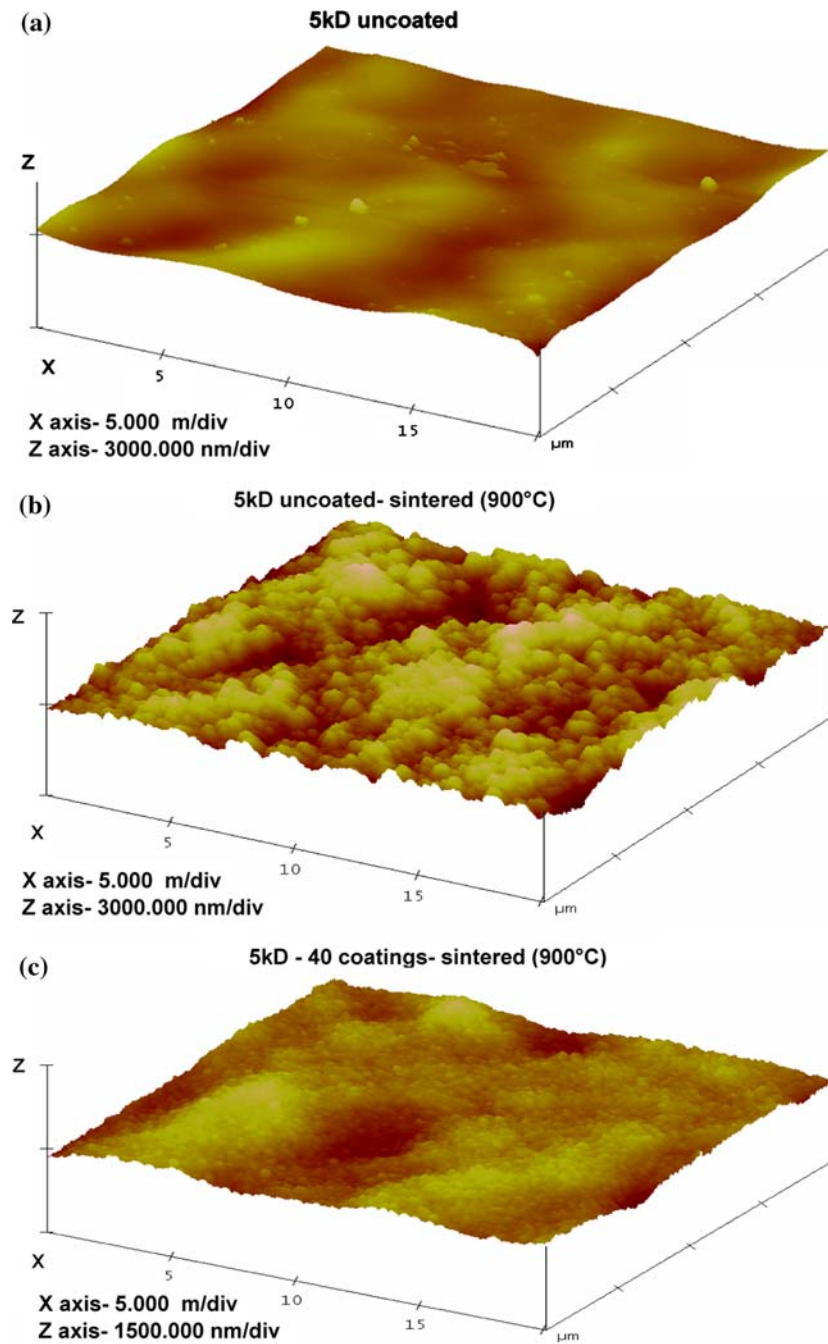 (a)
5kD uncoated
Z
X
5
10
15
µm
X axis- 5.000 m/div
Z axis- 3000.000 nm/div
(b)
5kD uncoated- sintered (900°C)
Z
X
5
10
15
µm
X axis- 5.000 m/div
Z axis- 3000.000 nm/div
(c)
5kD - 40 coatings- sintered (900°C)
Z
X
5
10
15
µm
X axis- 5.000 m/div
Z axis- 1500.000 nm/div